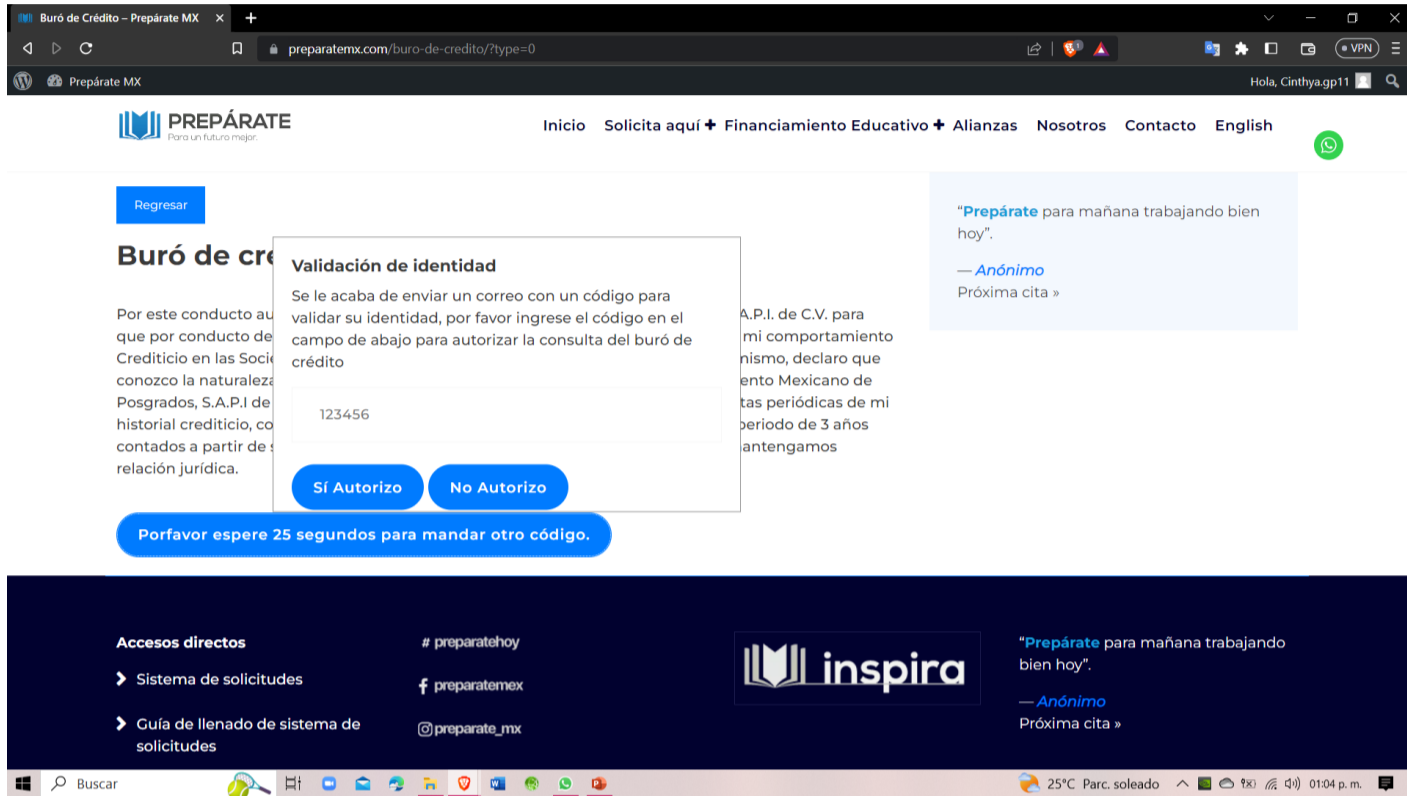 Buró de Crédito – Prepárate MX
preparatemx.com/buro-de-credito/?type=0
VPN
Prepárate MX
Hola, Cinthya.gp11
PREPÁRATE
Para un futuro mejor.
Inicio Solicita aquí + Financiamiento Educativo + Alianzas Nosotros Contacto English
Regresar
Buró de cré
Por este conducto au
que por conducto de
Crediticio en las Socie
conozco la naturaleza
Posgrados, S.A.P.I de
historial crediticio, co
contados a partir de s
relación jurídica.
A.P.I. de C.V. para
mi comportamiento
nismo, declaro que
ento Mexicano de
tas periódicas de mi
periodo de 3 años
antengamos
Validación de identidad
Se le acaba de enviar un correo con un código para
validar su identidad, por favor ingrese el código en el
campo de abajo para autorizar la consulta del buró de
crédito
123456
Sí Autorizo No Autorizo
Porfavor espere 25 segundos para mandar otro código.
“Prepárate para mañana trabajando bien
hoy”.
— Anónimo
Próxima cita »
Accesos directos
Sistema de solicitudes
Guía de llenado de sistema de
solicitudes
# preparatehoy
preparatemex
preparate_mx
inspira
“Prepárate para mañana trabajando
bien hoy”.
— Anónimo
Próxima cita »
Buscar
25°C Parc. soleado
01:04 p. m.